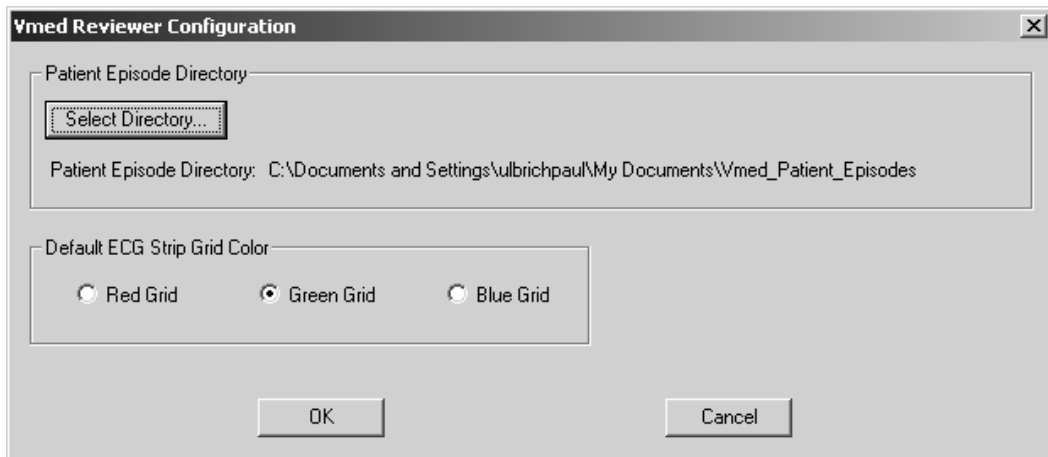 Vmed Reviewer Configuration
Patient Episode Directory
Select Directory...
Patient Episode Directory: C:\Documents and Settings\ulbrichpaul\My Documents\Vmed_Patient_Episodes
Default ECG Strip Grid Color
Red Grid Green Grid Blue Grid
OK Cancel